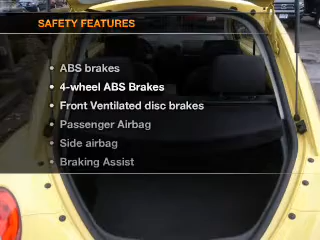 SAFETY FEATURES
• ABS brakes
• 4-wheel ABS Brakes
• Front Ventilated disc brakes
• Passenger Airbag
• Side airbag
• Braking Assist